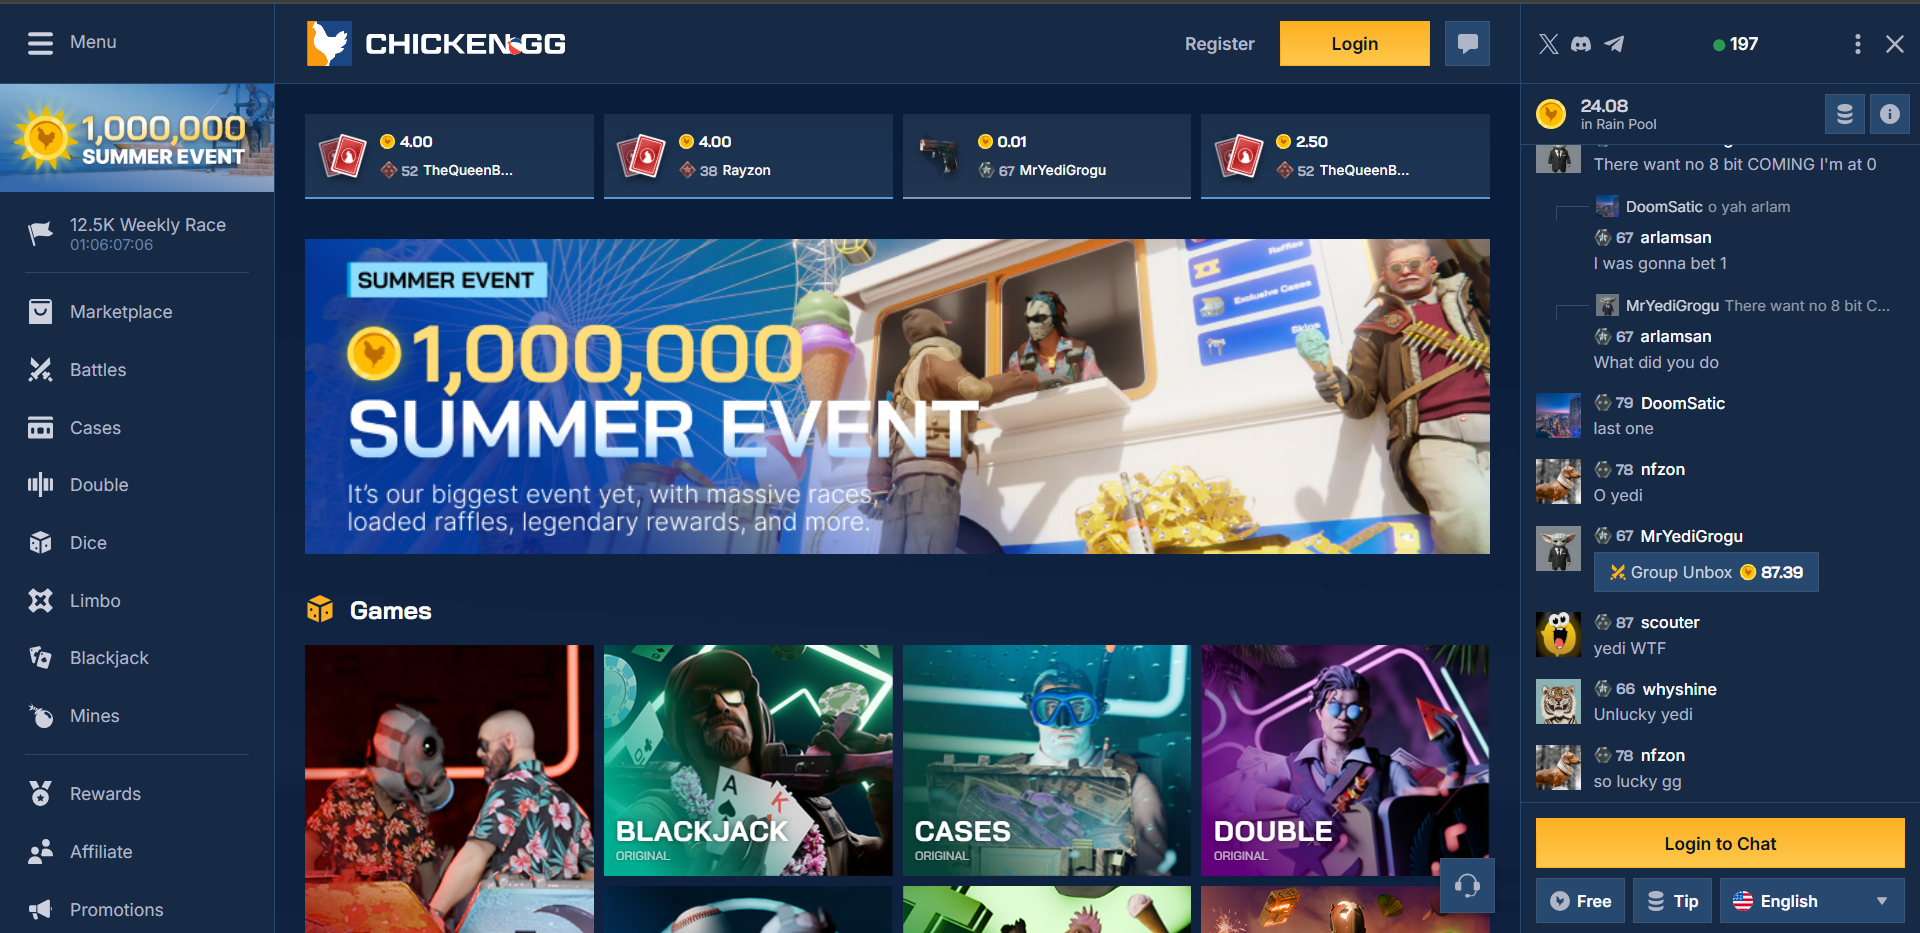 Menu
1,000,000
SUMMER EVENT
12.5K Weekly Race
01:06:07:06
Marketplace
Battles
Cases
Double
Dice
Limbo
Blackjack
Mines
Rewards
Affiliate
Promotions
CHICKEN.GG
Register
Login
4.00
52 TheQueenB...
4.00
38 Rayzon
0.01
67 MrYediGrogu
2.50
52 TheQueenB...
SUMMER EVENT
1,000,000
SUMMER EVENT
It's our biggest event yet, with massive races,
loaded raffles, legendary rewards, and more.
Raffles
Exclusive Cases
Skins
Games
BLACKJACK
ORIGINAL
CASES
ORIGINAL
DOUBLE
ORIGINAL
197
24.08
in Rain Pool
There want no 8 bit COMING I'm at 0
DoomSatic o yah arlam
67 arlamsan
I was gonna bet 1
MrYediGrogu There want no 8 bit C...
67 arlamsan
What did you do
79 DoomSatic
last one
78 nfzon
O yedi
67 MrYediGrogu
Group Unbox 87.39
87 scouter
yedi WTF
66 whyshine
Unlucky yedi
78 nfzon
so lucky gg
Login to Chat
Free
Tip
English